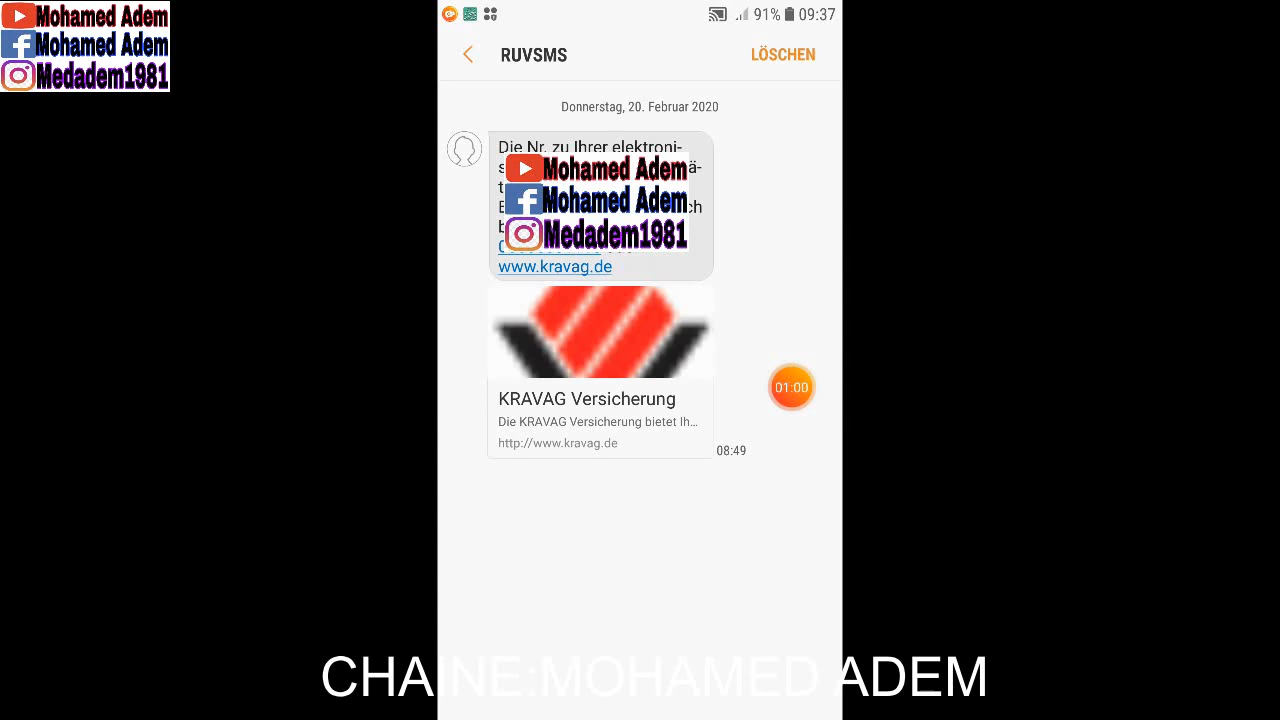 Mohamed Adem
Mohamed Adem
Medadem1981
91% 09:37
RUVSMS
LÖSCHEN
Donnerstag, 20. Februar 2020
Die Nr. zu Ihrer elektroni-
Mohamed Adem
Mohamed Adem
Medadem1981
www.kravag.de
KRAVAG Versicherung
Die KRAVAG Versicherung bietet Ih...
http://www.kravag.de
08:49
01:00
CHAINE:MOHAMED ADEM